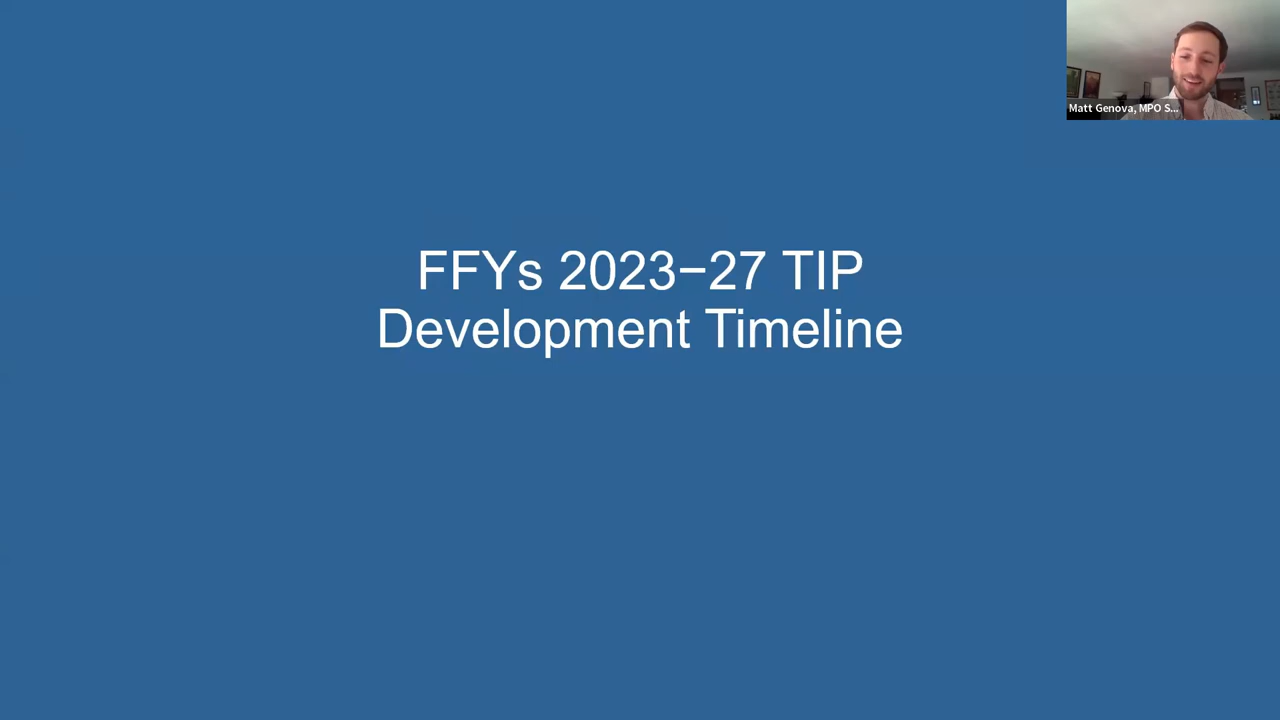 Matt Genova, MPO S...
FFYs 2023−27 TIP
Development Timeline